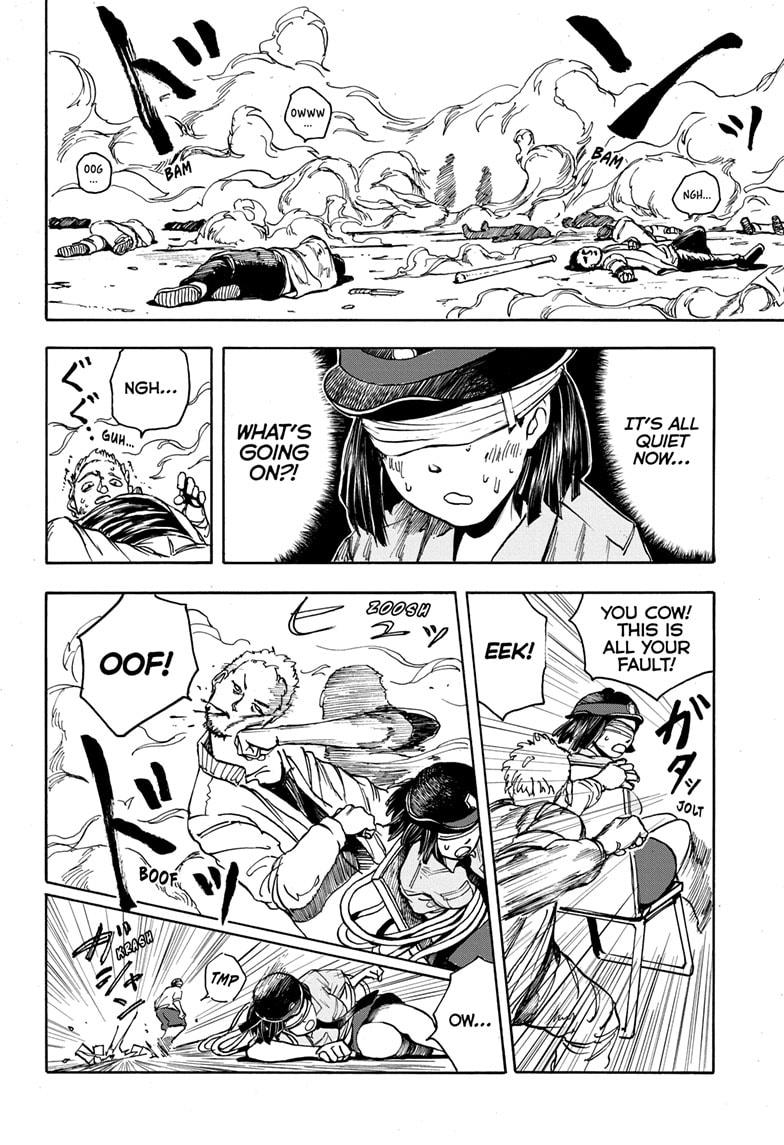 ドン
BAM
ドン
BAM
NGH...
OWWW
...
OOG
...
IT'S ALL
QUIET
NOW...
WHAT'S
GOING
ON?!
NGH...
ぐぐ
GUH...
YOU COW!
THIS IS
ALL YOUR
FAULT!
EEK!
ガタッ
JOLT
ヒュッ
ZOOSH
OOF!
ドッ
BOOF
OW...
TMP
ガシャン
KRASH